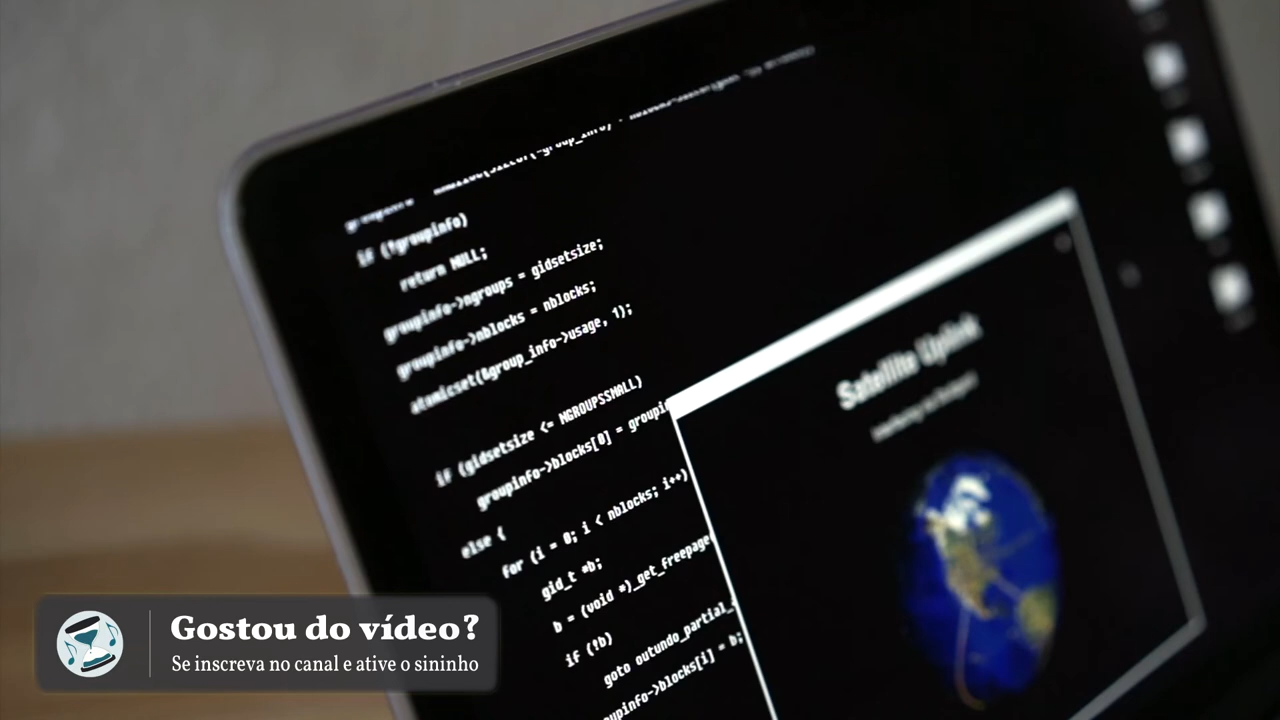 if (!groupinfo)
return NULL;
groupinfo->ngroups = gidsetsize;
groupinfo->nblocks = nblocks;
atomicset(&group_info->usage, 1);
if (gidsetsize <= NGROUPSSMALL)
groupinfo->blocks[0] = groupi
else {
for (i = 0; i < nblocks; i++)
gid_t *b;
b = (void *)_get_freepage
if (!b)
goto outundo_partial_
groupinfo->blocks[i] = b;
Satellite Uplink
Gostou do vídeo?
Se inscreva no canal e ative o sininho